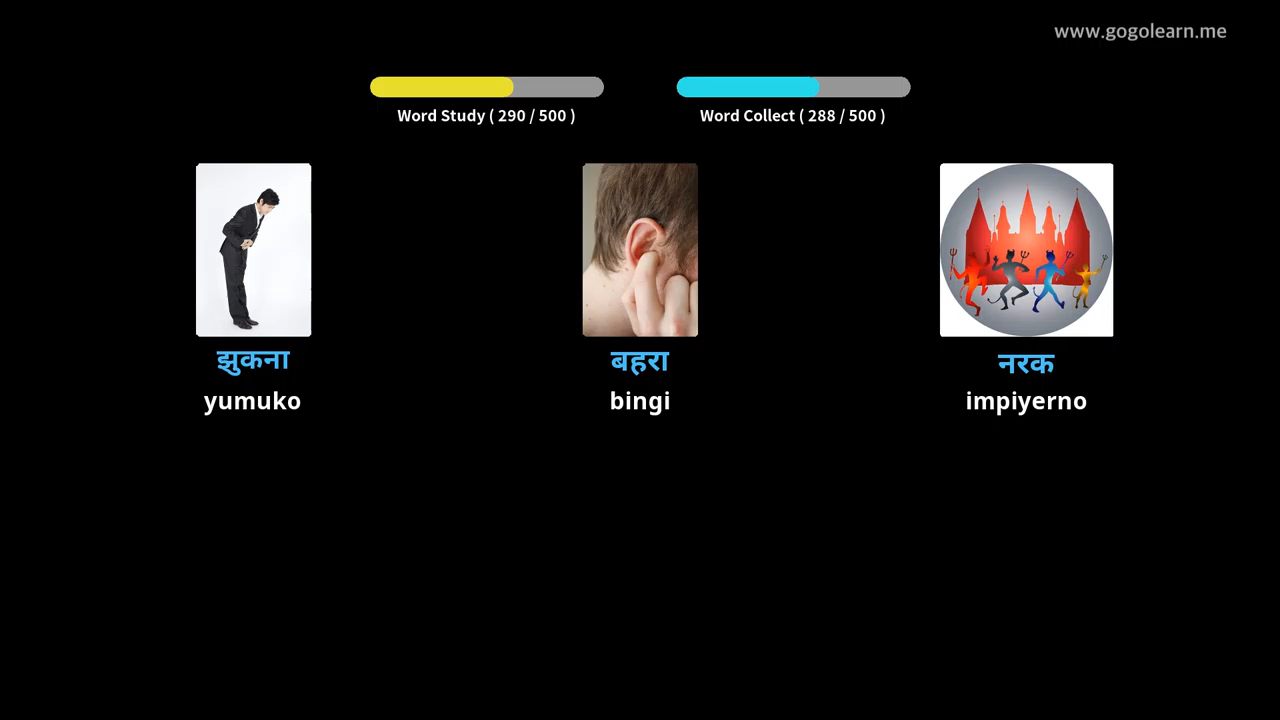 www.gogolearn.me
Word Study ( 290 / 500 )
Word Collect ( 288 / 500 )
झुकना
बहरा
नरक
yumuko
bingi
impiyerno